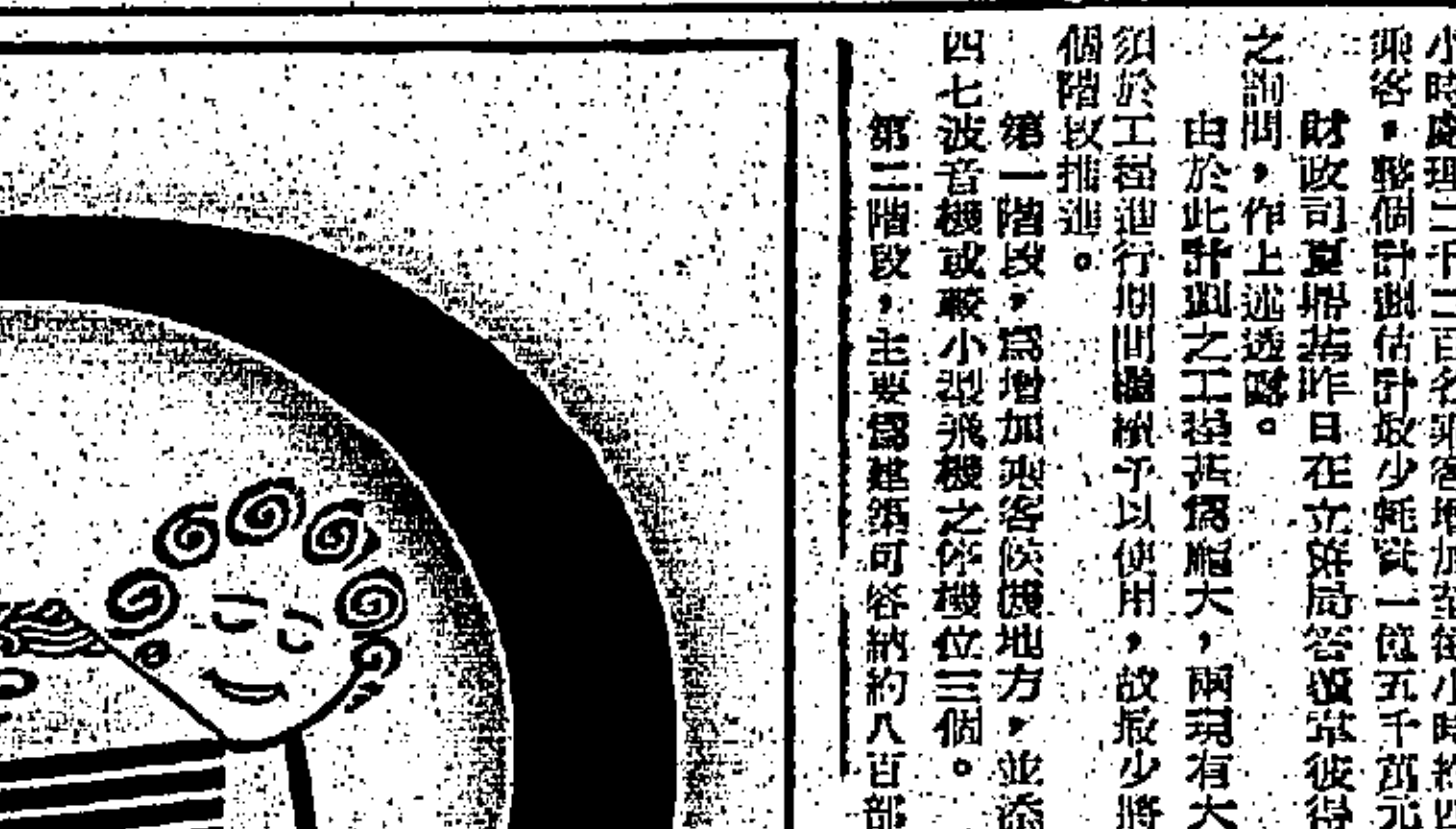 小時處理二千二百名乘客增加至每小時約四
乘客，整個計劃估計最少耗資一億五千萬元
財政司夏鼎基昨日在立法局答覆 彼得
之詢問，作上述透露。
由於此計劃之工程甚爲龐大，而現有大
須於工程進行期間繼續予以使用，故最少將
個階段推進。
第一階段，爲增加乘客候機地方，並添
四七波音機或較小型飛機之停機位三個。
第二階段，主要爲建築可容納約八百部